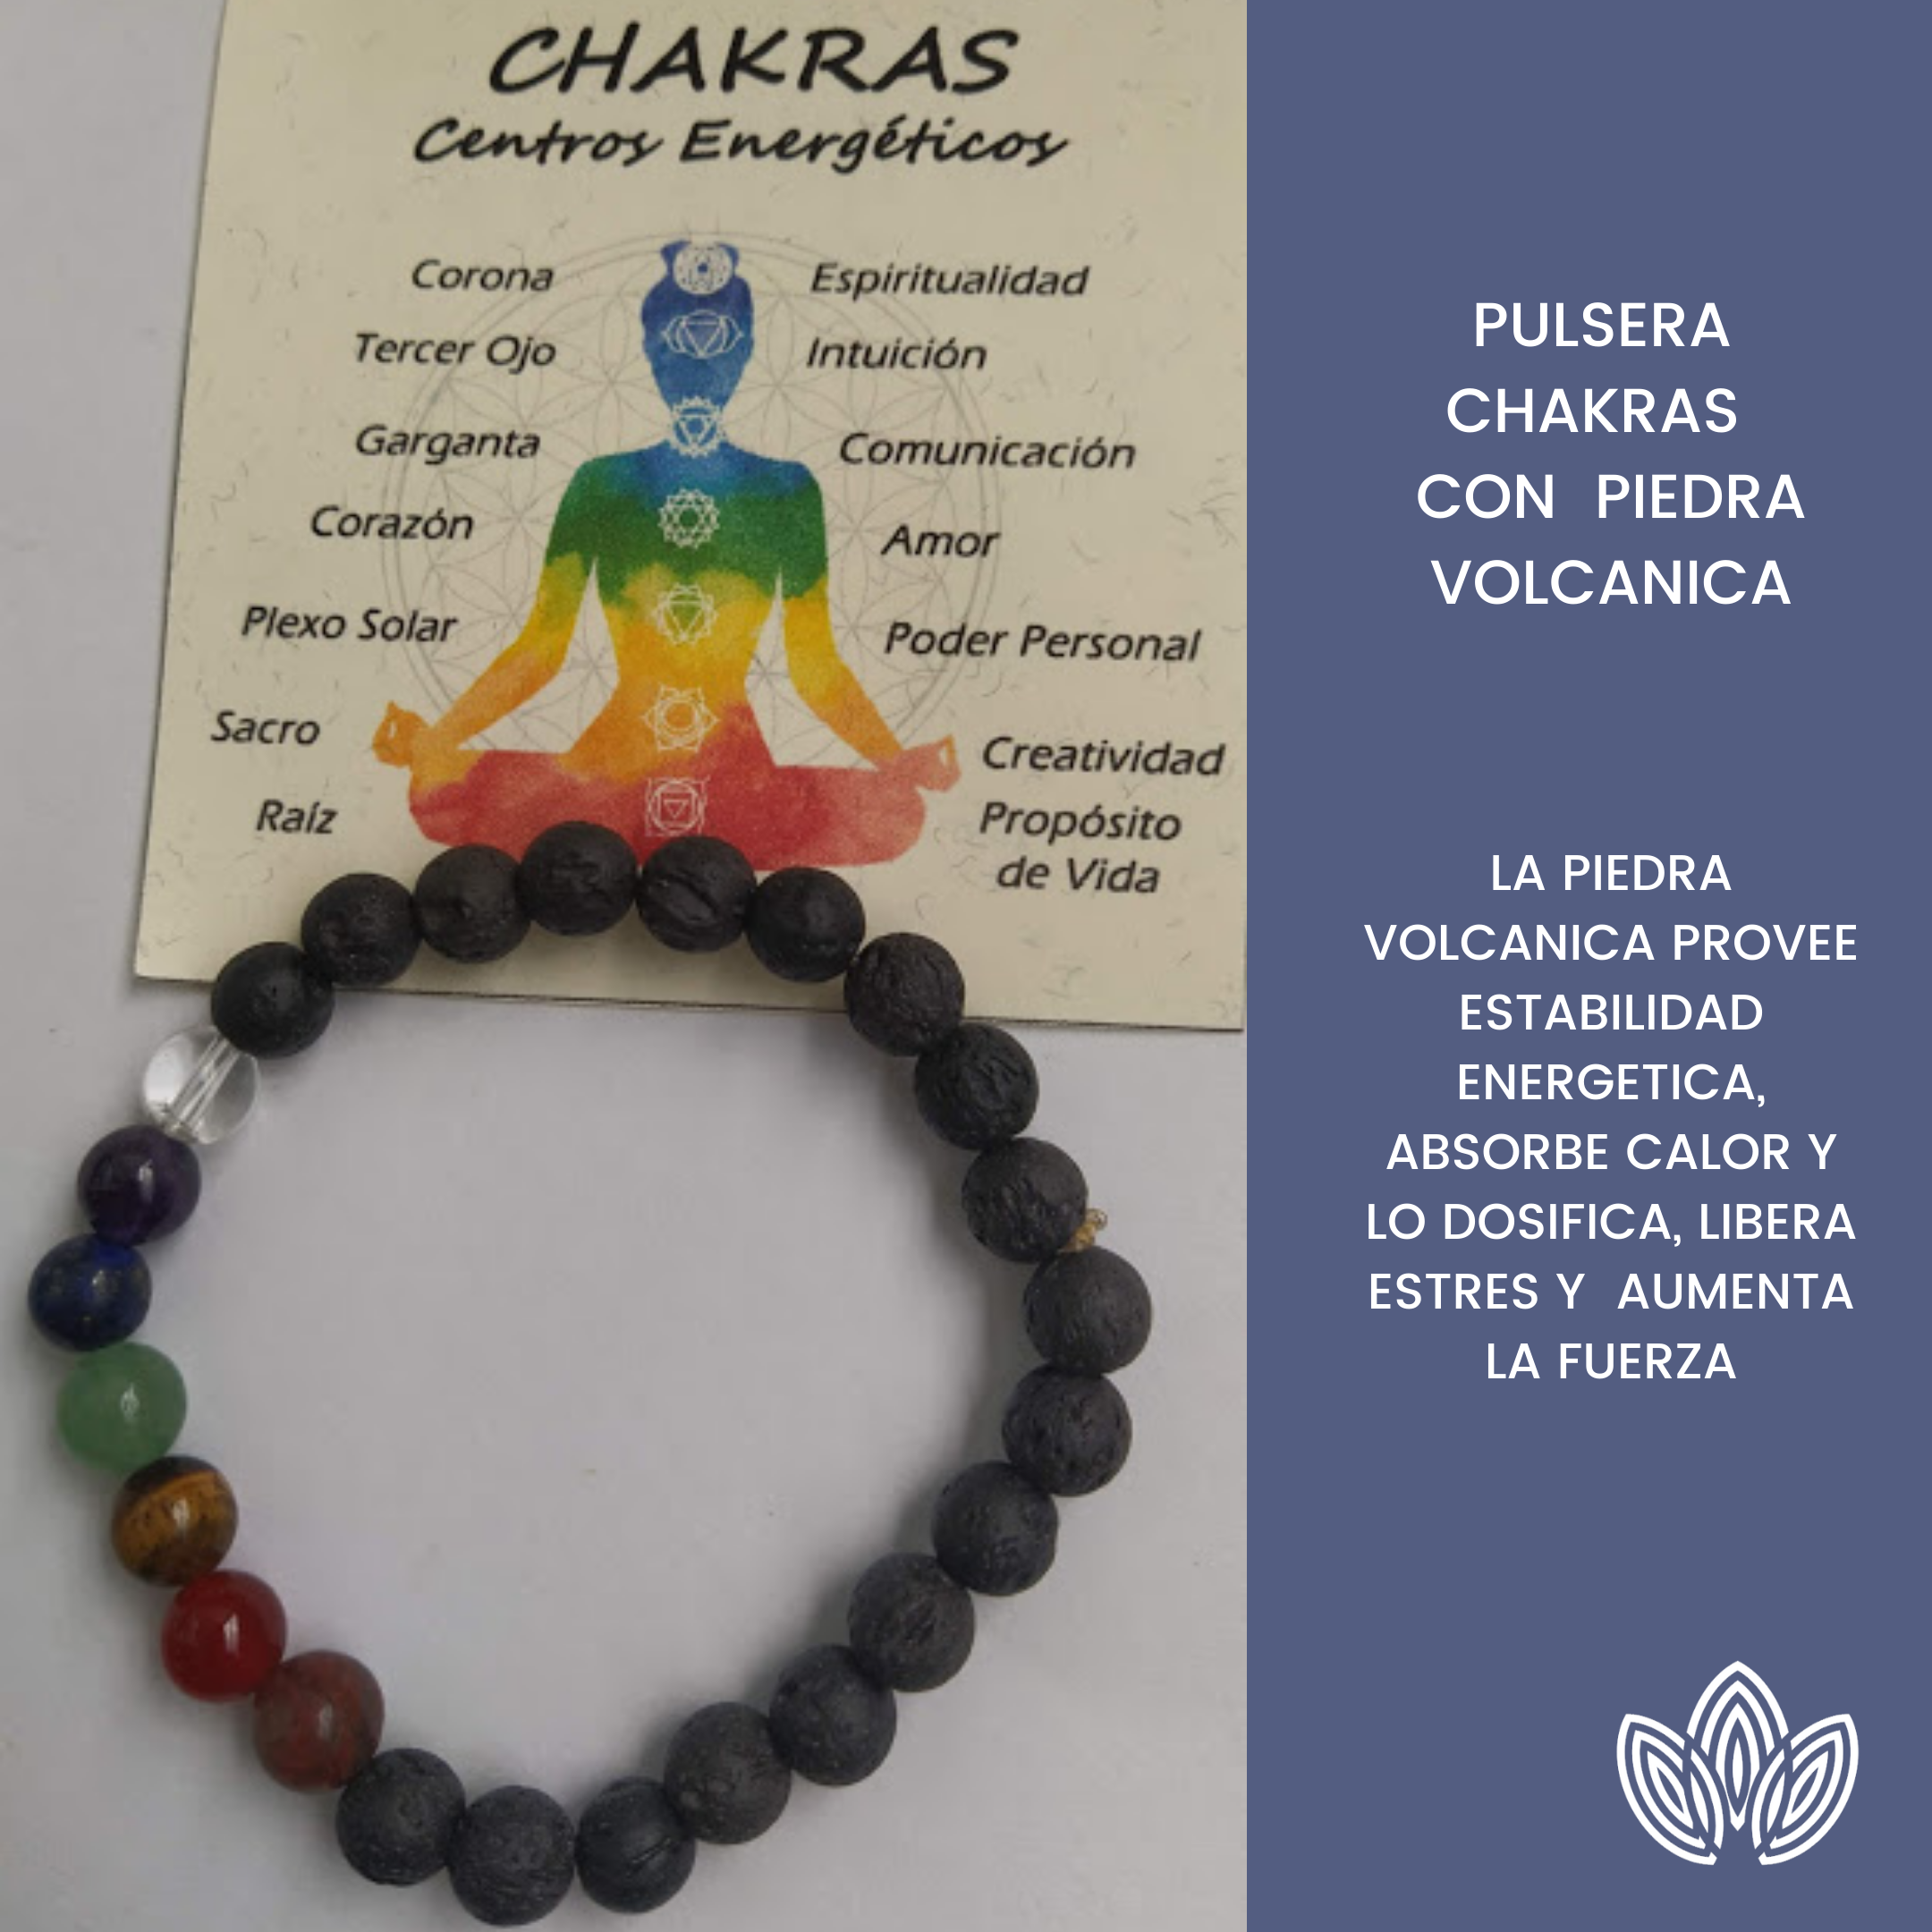 CHAKRAS
Centros Energéticos
Corona Espiritualidad
Tercer Ojo Intuición
Garganta Comunicación
Corazón Amor
Plexo Solar Poder Personal
Sacro Creatividad
Raíz Propósito
de Vida
PULSERA
CHAKRAS
CON PIEDRA
VOLCANICA
LA PIEDRA
VOLCANICA PROVEE
ESTABILIDAD
ENERGETICA,
ABSORBE CALOR Y
LO DOSIFICA, LIBERA
ESTRES Y AUMENTA
LA FUERZA